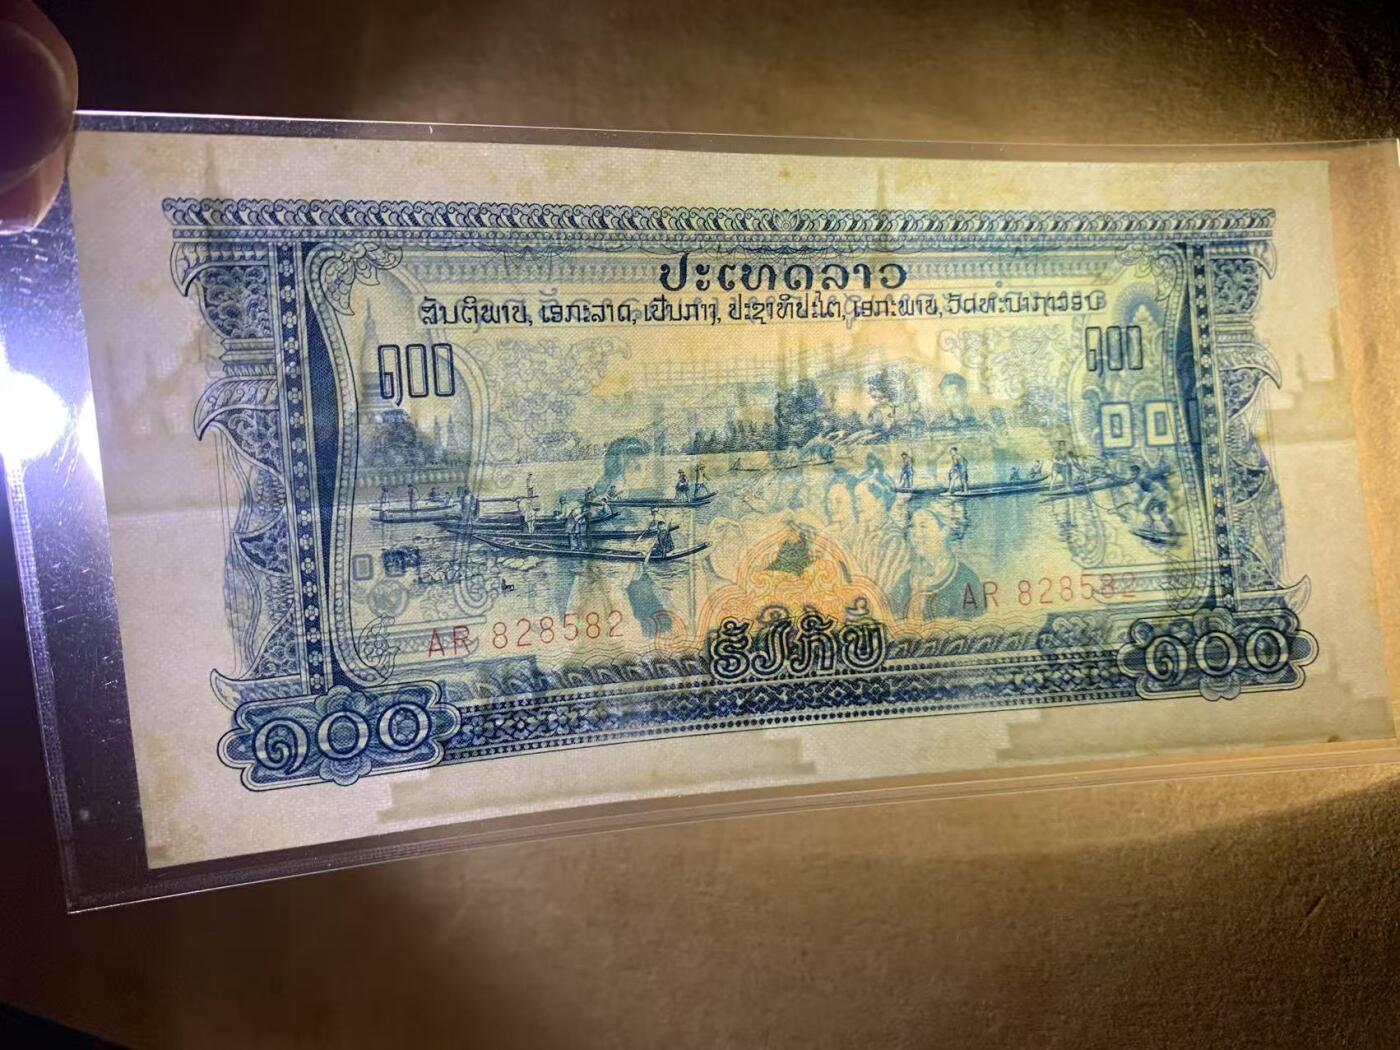 ປະເທດລາວ
ສັນຕິພາບ, ເອກະລາດ, ເປັນກາງ, ປະຊາທິປະໄຕ, ເອກະພາບ, ວັດທະນາຖາວອນ
໑໐໐ ໑໐໐
AR 828582 AR 828582
ຮ້ອຍກີບ
໑໐໐ ໑໐໐